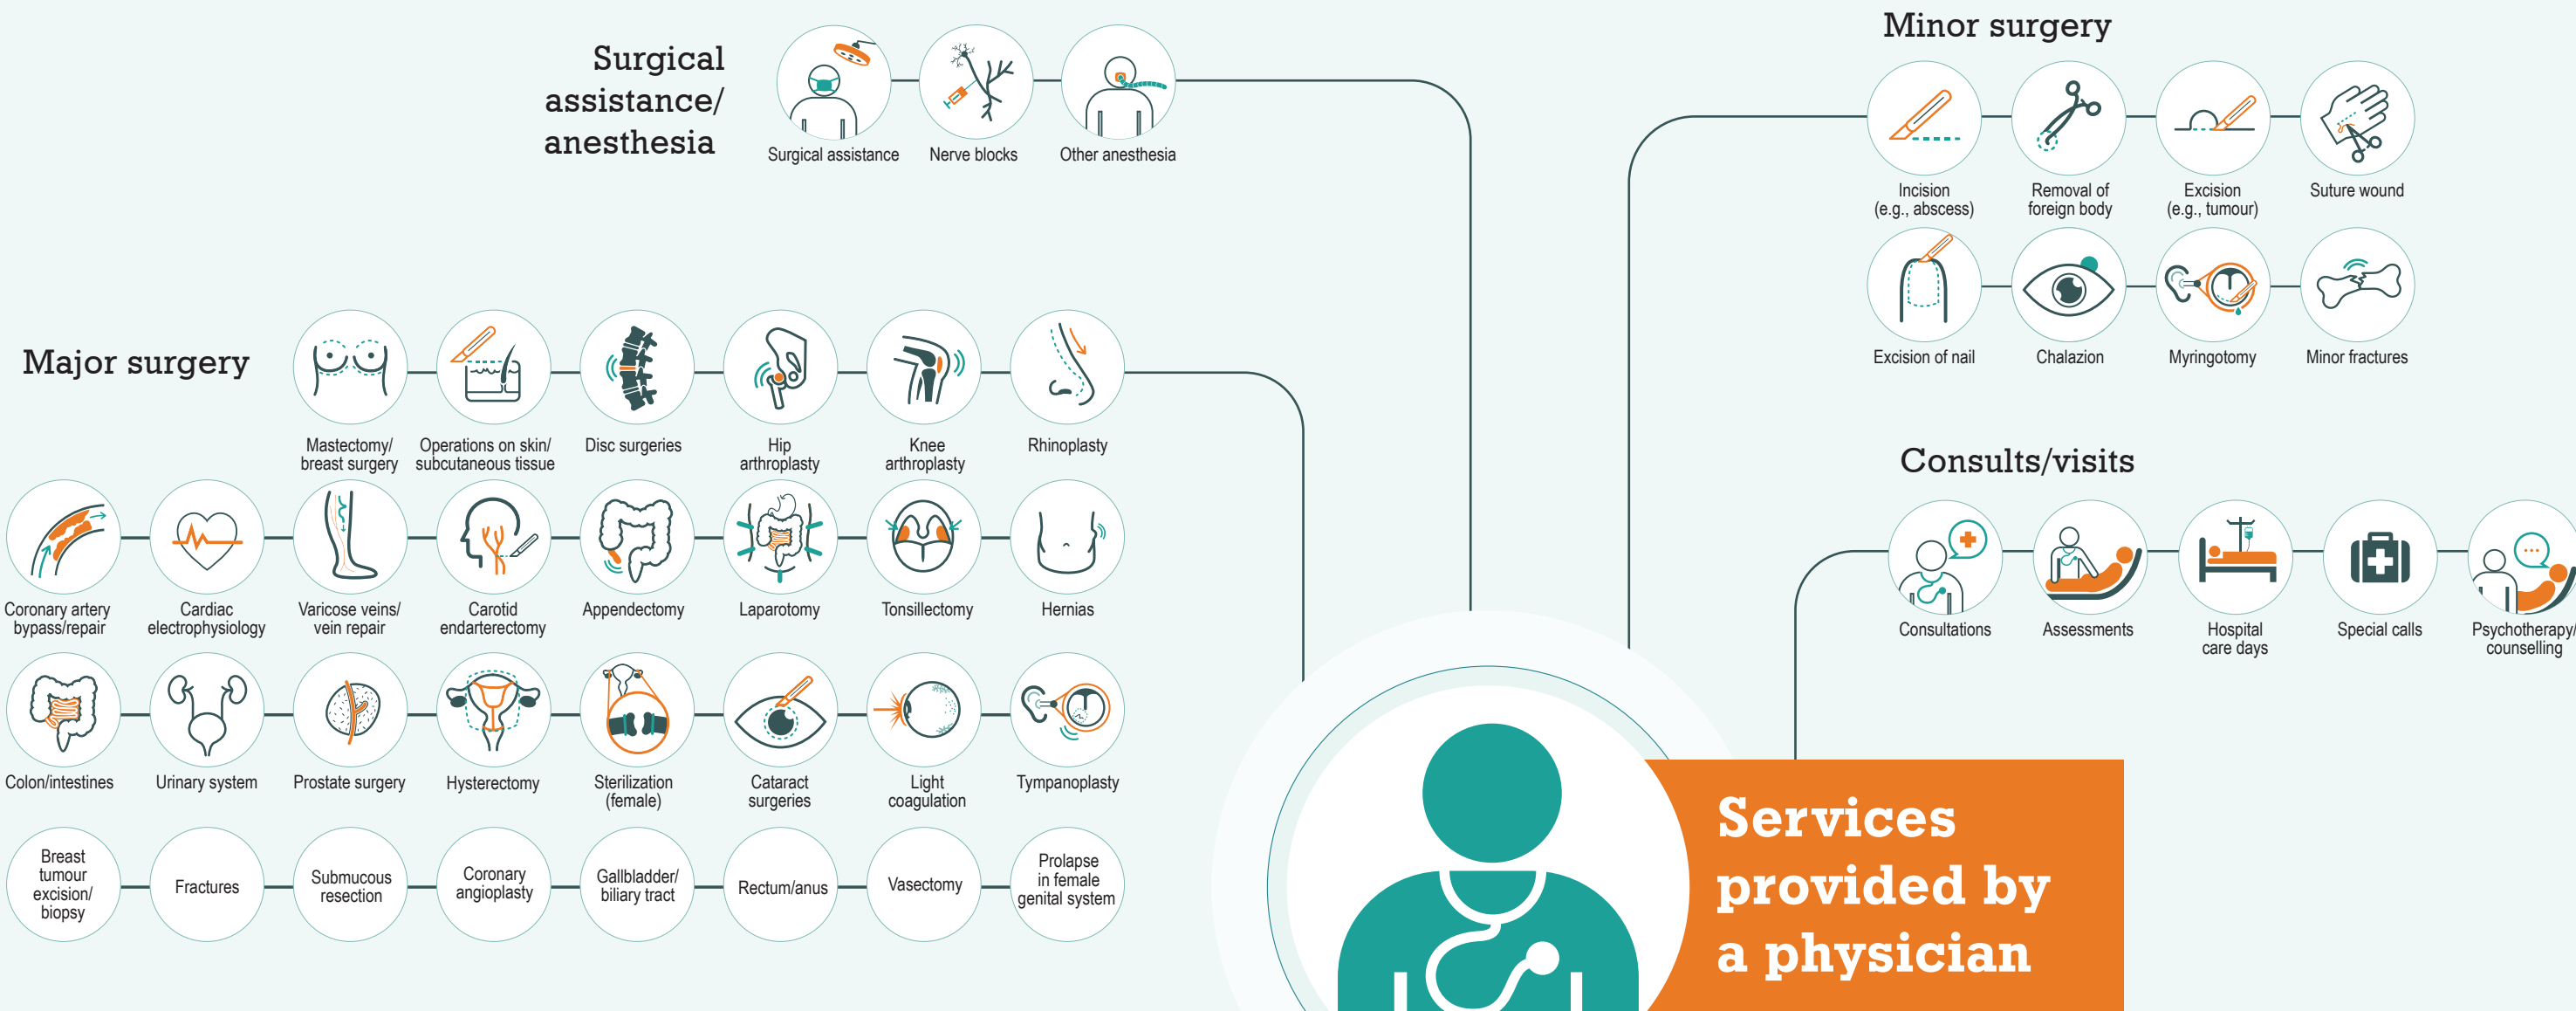 Surgical
assistance/
anesthesia
Surgical assistance
Nerve blocks
Other anesthesia
Minor surgery
Incision
(e.g., abscess)
Removal of
foreign body
Excision
(e.g., tumour)
Suture wound
Excision of nail
Chalazion
Myringotomy
Minor fractures
Major surgery
Mastectomy/
breast surgery
Operations on skin/
subcutaneous tissue
Disc surgeries
Hip
arthroplasty
Knee
arthroplasty
Rhinoplasty
Coronary artery
bypass/repair
Cardiac
electrophysiology
Varicose veins/
vein repair
Carotid
endarterectomy
Appendectomy
Laparotomy
Tonsillectomy
Hernias
Colon/intestines
Urinary system
Prostate surgery
Hysterectomy
Sterilization
(female)
Cataract
surgeries
Light
coagulation
Tympanoplasty
Breast
tumour
excision/
biopsy
Fractures
Submucous
resection
Coronary
angioplasty
Gallbladder/
biliary tract
Rectum/anus
Vasectomy
Prolapse
in female
genital system
Consults/visits
Consultations
Assessments
Hospital
care days
Special calls
Psychotherapy/
counselling
Services
provided by
a physician